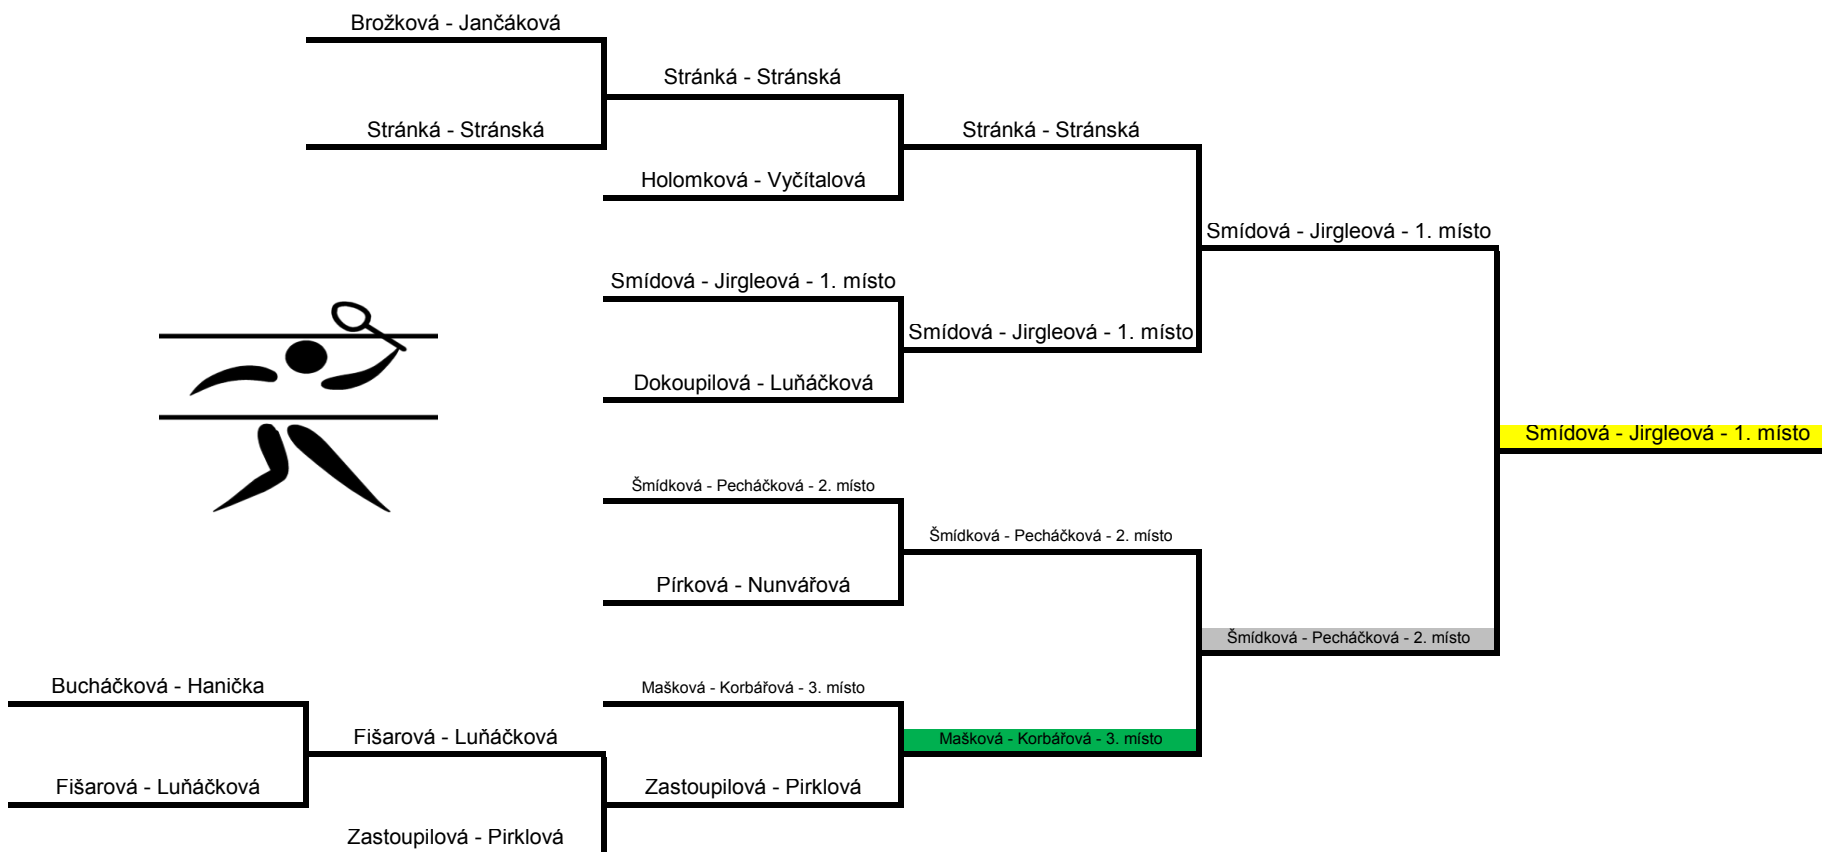 Brožková - Jančáková
Stránká - Stránská
Stránká - Stránská
Stránká - Stránská
Holomková - Vyčítalová
Smídová - Jirgleová - 1. místo
Smídová - Jirgleová - 1. místo
Smídová - Jirgleová - 1. místo
Dokoupilová - Luňáčková
Smídová - Jirgleová - 1. místo
Šmídková - Pecháčková - 2. místo
Šmídková - Pecháčková - 2. místo
Pírková - Nunvářová
Šmídková - Pecháčková - 2. místo
Bucháčková - Hanička
Mašková - Korbářová - 3. místo
Fišarová - Luňáčková
Mašková - Korbářová - 3. místo
Fišarová - Luňáčková
Zastoupilová - Pirklová
Zastoupilová - Pirklová